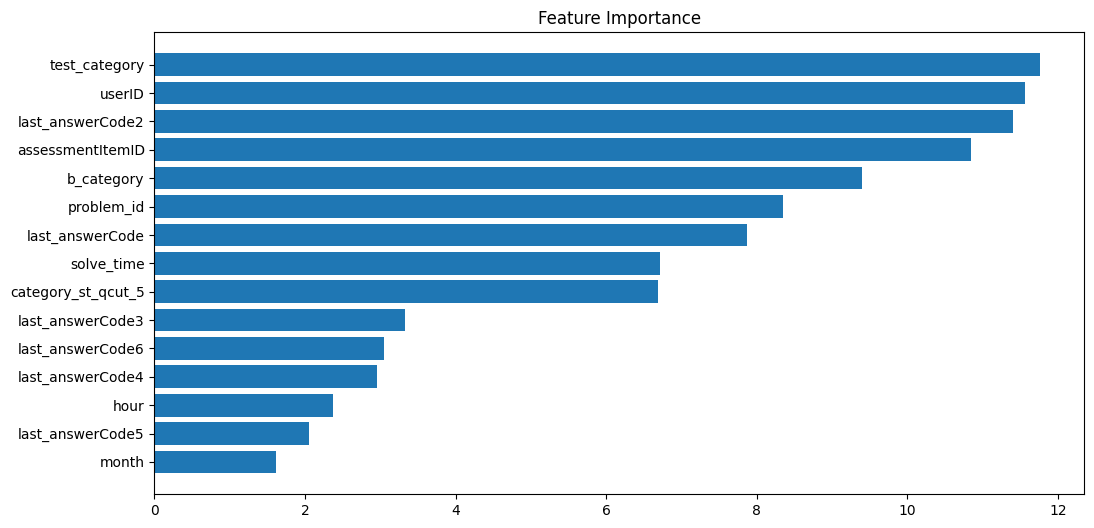 Feature Importance
test_category
userID
last_answerCode2
assessmentItemID
b_category
problem_id
last_answerCode
solve_time
category_st_qcut_5
last_answerCode3
last_answerCode6
last_answerCode4
hour
last_answerCode5
month
0 2 4 6 8 10 12